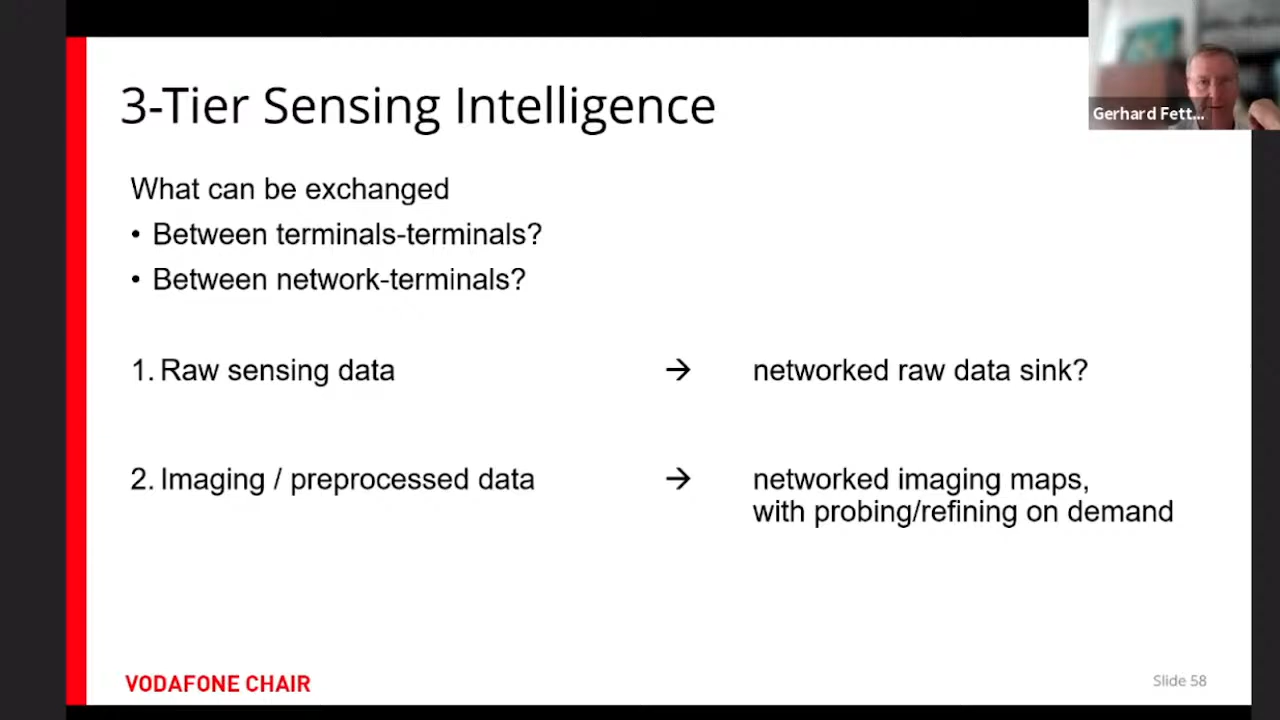 3-Tier Sensing Intelligence
Gerhard Fett...
What can be exchanged
• Between terminals-terminals?
• Between network-terminals?
1. Raw sensing data → networked raw data sink?
2. Imaging / preprocessed data → networked imaging maps,
with probing/refining on demand
VODAFONE CHAIR
Slide 58